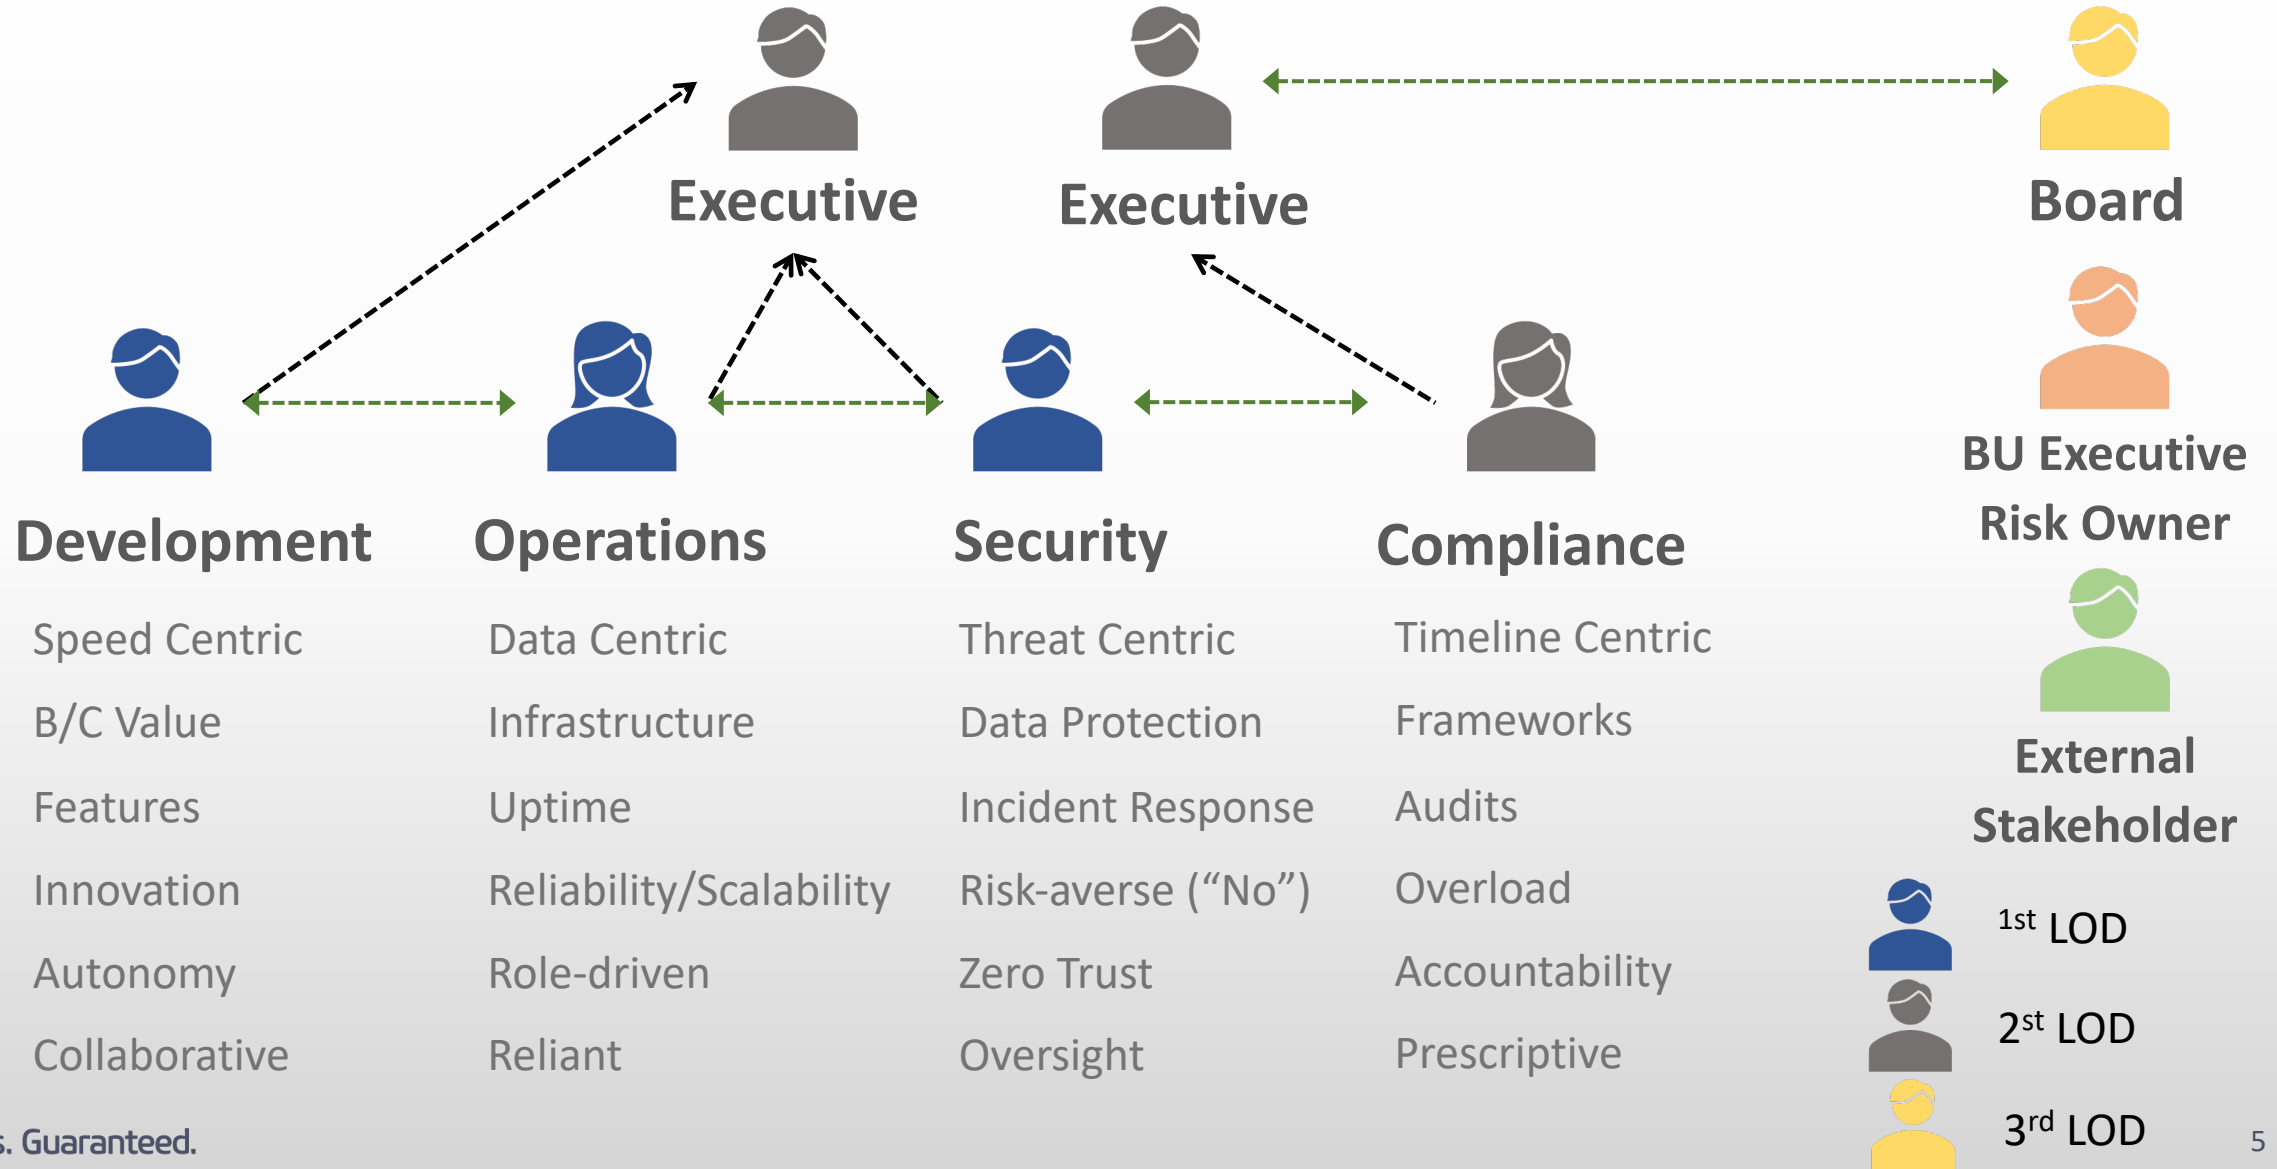 Executive
Executive
Board
BU Executive
Risk Owner
External
Stakeholder
Development
Speed Centric
B/C Value
Features
Innovation
Autonomy
Collaborative
Operations
Data Centric
Infrastructure
Uptime
Reliability/Scalability
Role-driven
Reliant
Security
Threat Centric
Data Protection
Incident Response
Risk-averse (“No”)
Zero Trust
Oversight
Compliance
Timeline Centric
Frameworks
Audits
Overload
Accountability
Prescriptive
1st LOD
2st LOD
3rd LOD
s. Guaranteed.
5